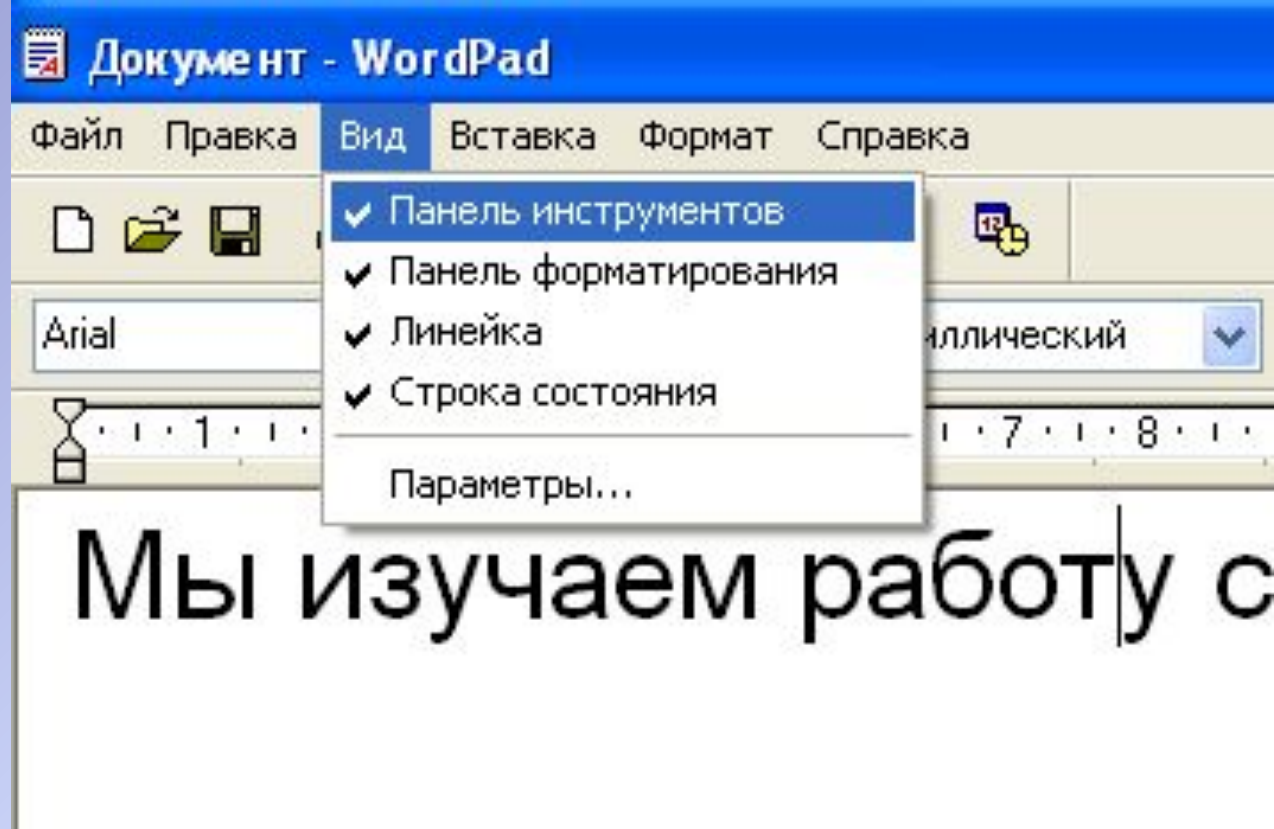 Документ - WordPad
Файл Правка Вид Вставка Формат Справка
Панель инструментов
12
Панель форматирования
Arial
Линейка
Строка состояния
1 7 8
Параметры...
Мы изучаем работу с